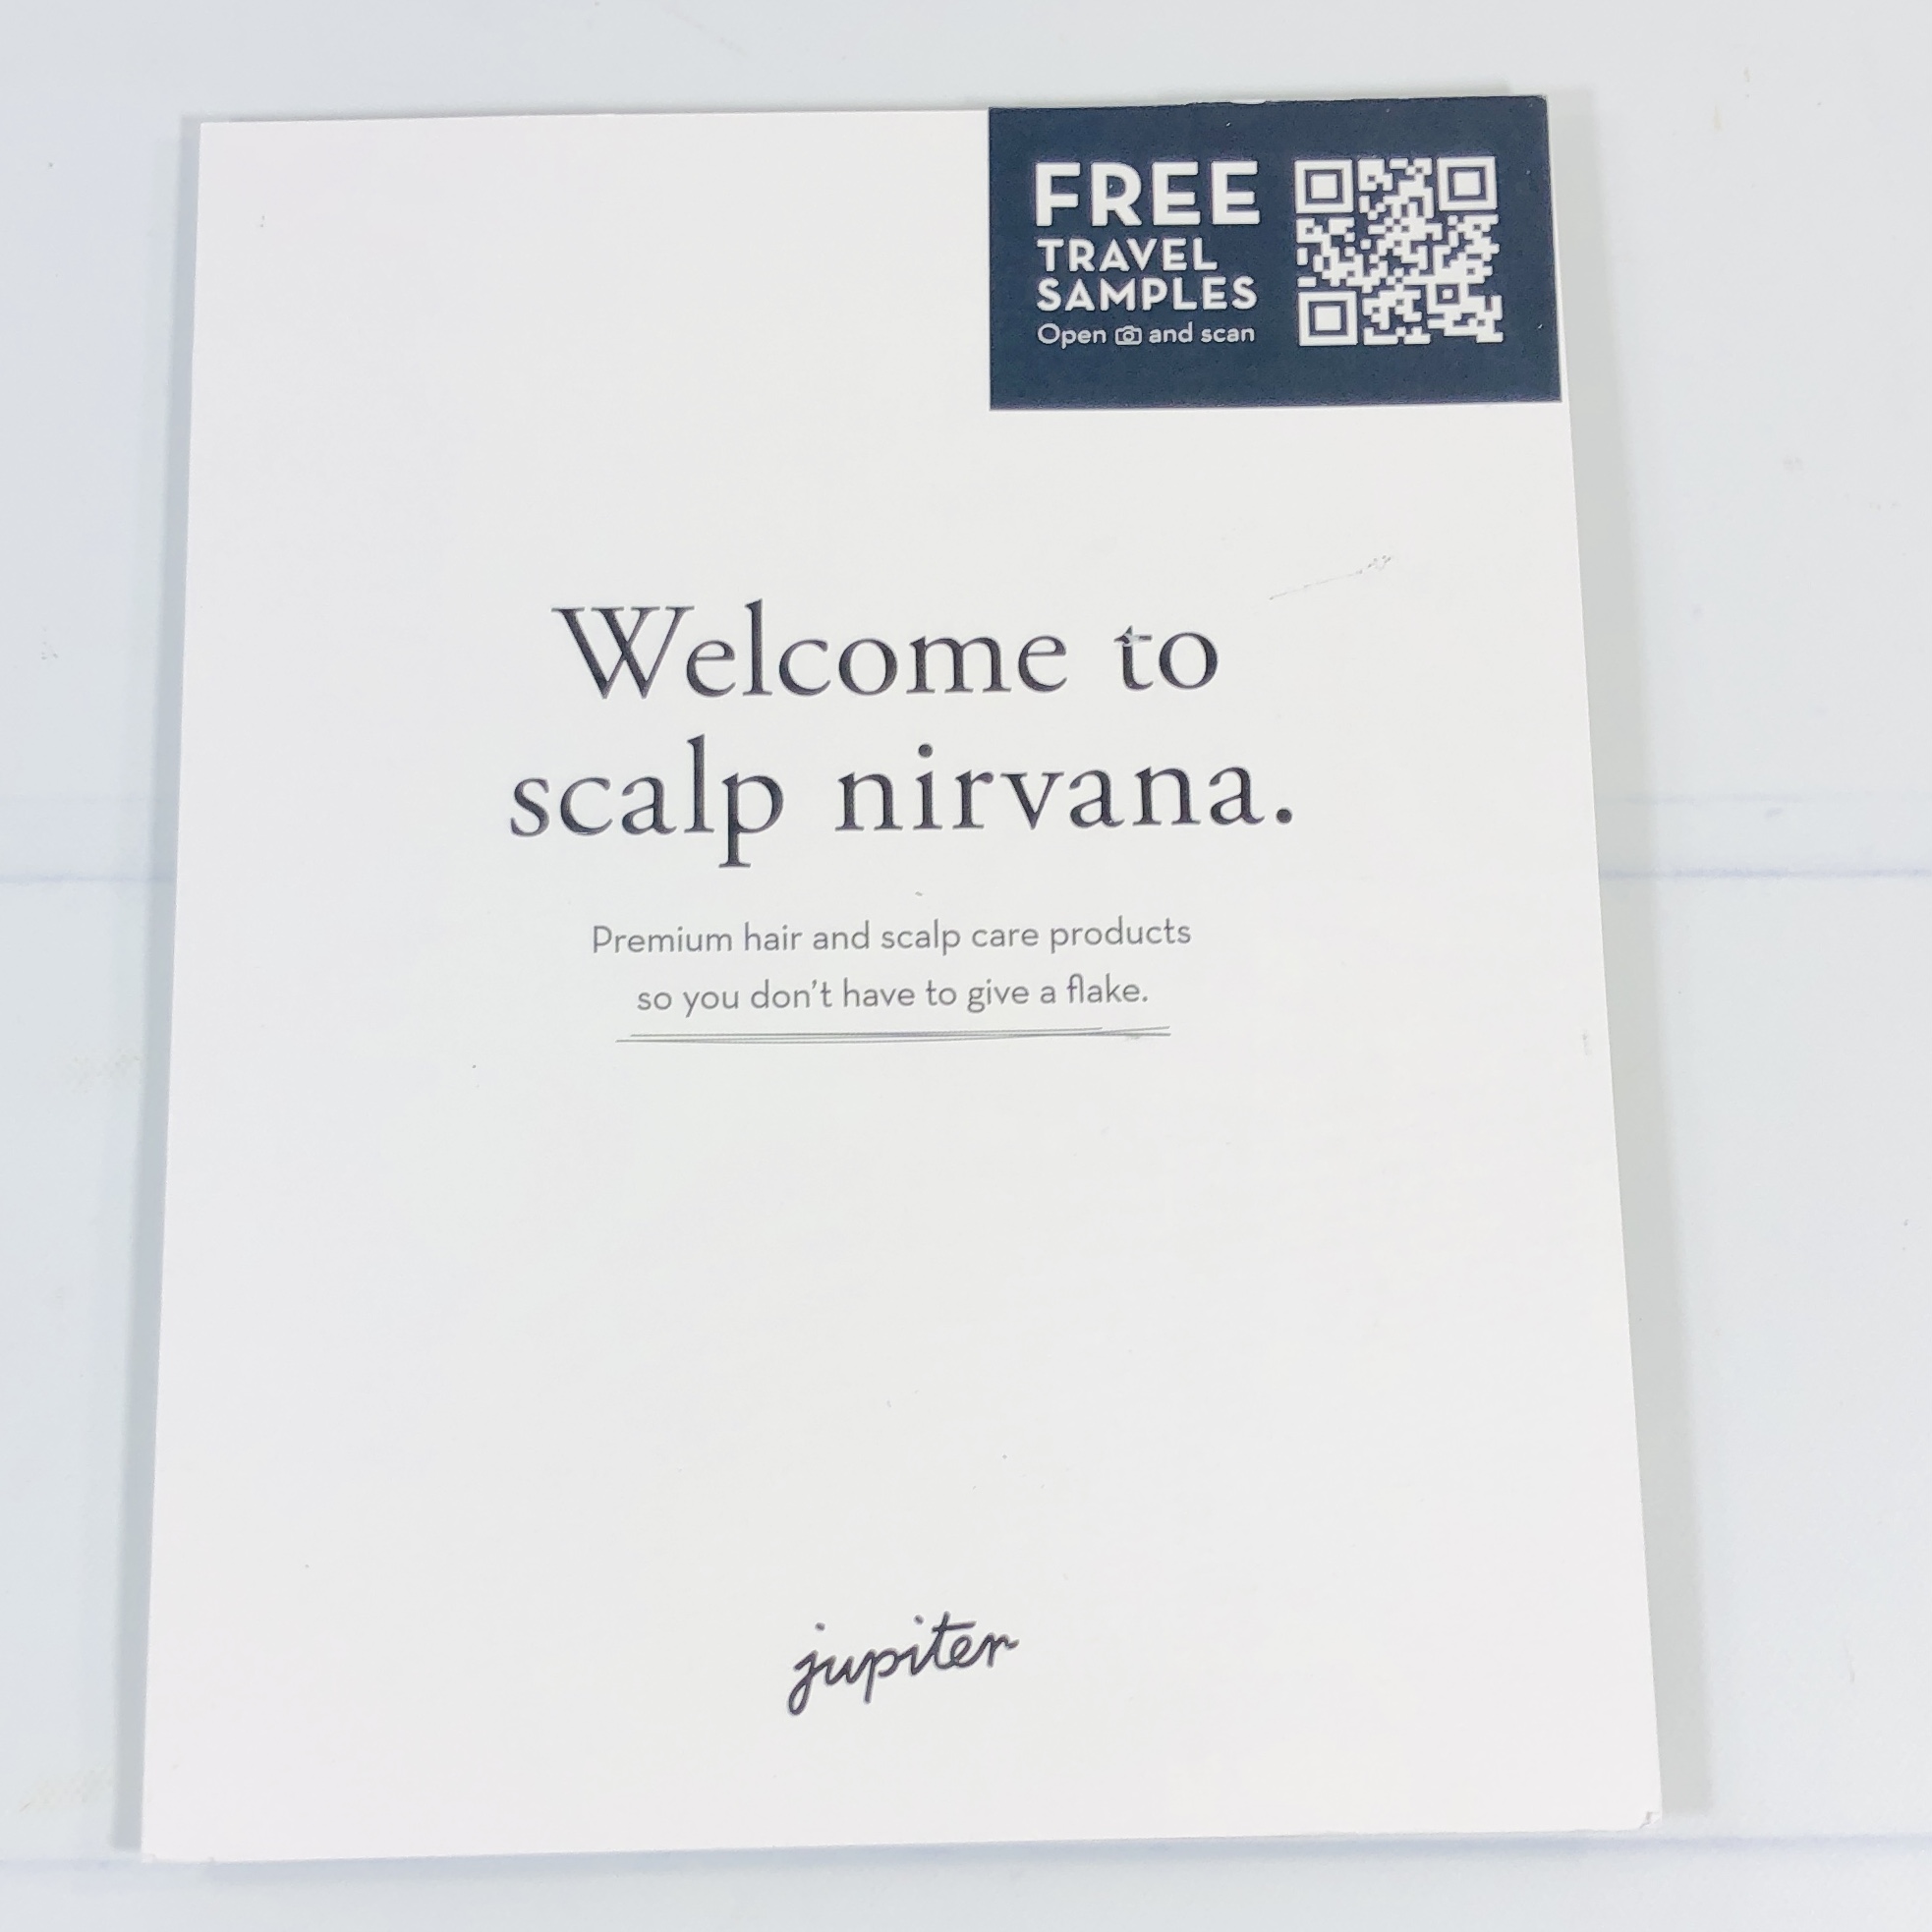 FREE
TRAVEL
SAMPLES
Open and scan
Welcome to
scalp nirvana.
Premium hair and scalp care products
so you don't have to give a flake.
jupiter